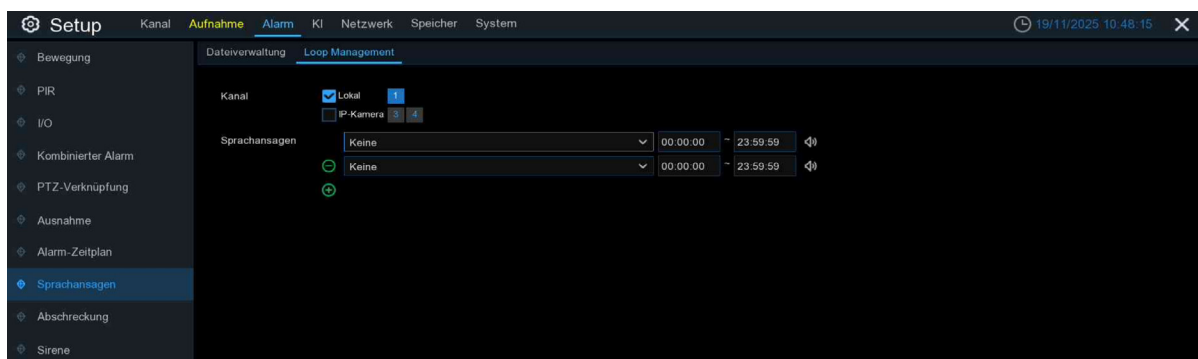 Setup Kanal Aufnahme Alarm KI Netzwerk Speicher System 19/11/2025 10:48:15
Dateiverwaltung Loop Management
Bewegung
PIR
I/O
Kombinierter Alarm
PTZ-Verknüpfung
Ausnahme
Alarm-Zeitplan
Sprachansagen
Abschreckung
Sirene
Kanal Lokal 1
IP-Kamera 3 4
Sprachansagen Keine 00:00:00 ~ 23:59:59
Keine 00:00:00 ~ 23:59:59